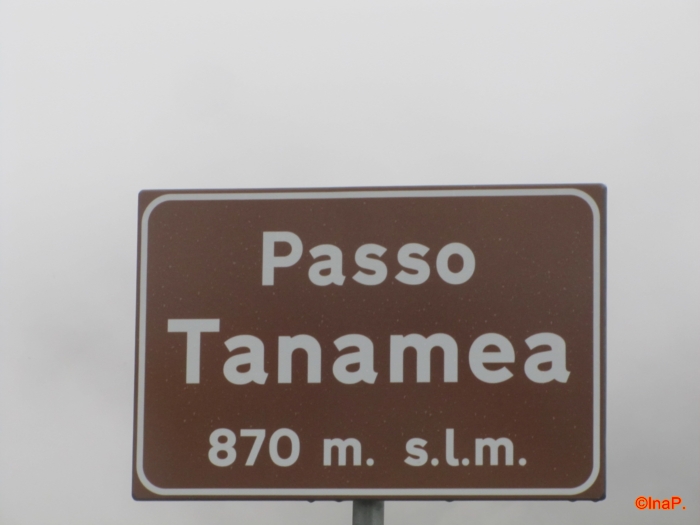 Passo
Tanamea
870 m. s.l.m.
©InaP.